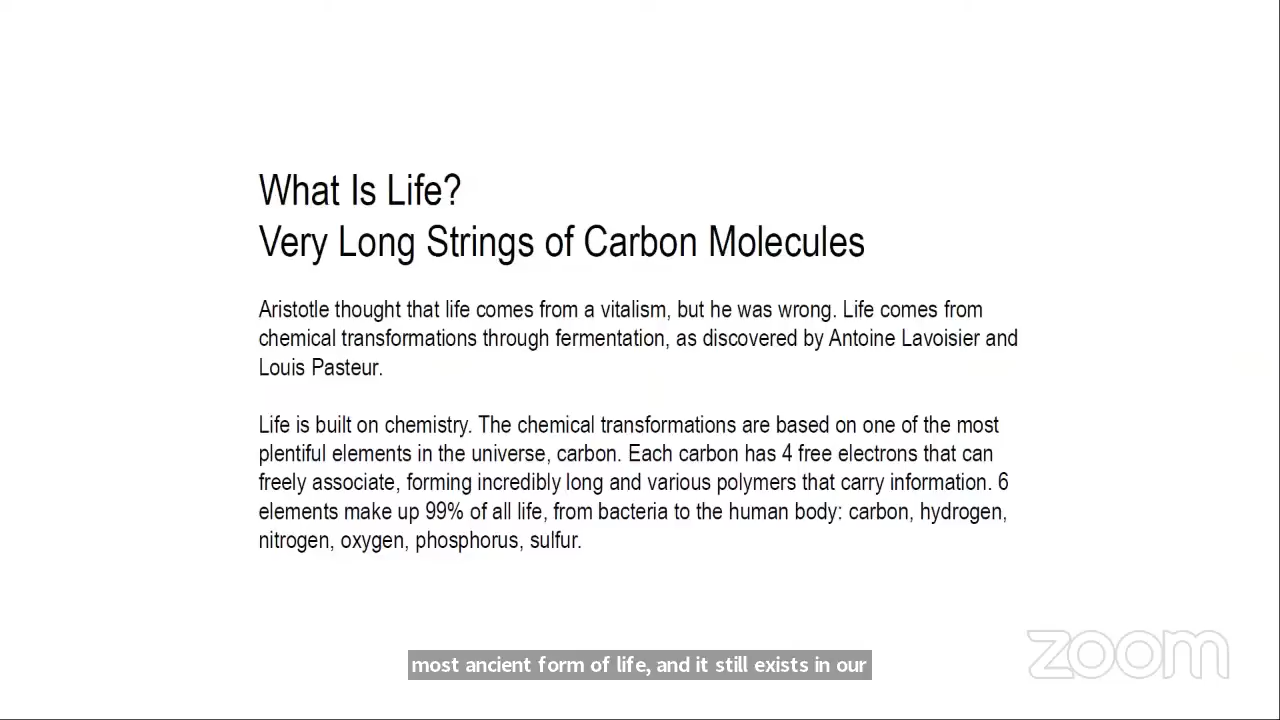 What Is Life?
Very Long Strings of Carbon Molecules
Aristotle thought that life comes from a vitalism, but he was wrong. Life comes from
chemical transformations through fermentation, as discovered by Antoine Lavoisier and
Louis Pasteur.
Life is built on chemistry. The chemical transformations are based on one of the most
plentiful elements in the universe, carbon. Each carbon has 4 free electrons that can
freely associate, forming incredibly long and various polymers that carry information. 6
elements make up 99% of all life, from bacteria to the human body: carbon, hydrogen,
nitrogen, oxygen, phosphorus, sulfur.
most ancient form of life, and it still exists in our
zoom